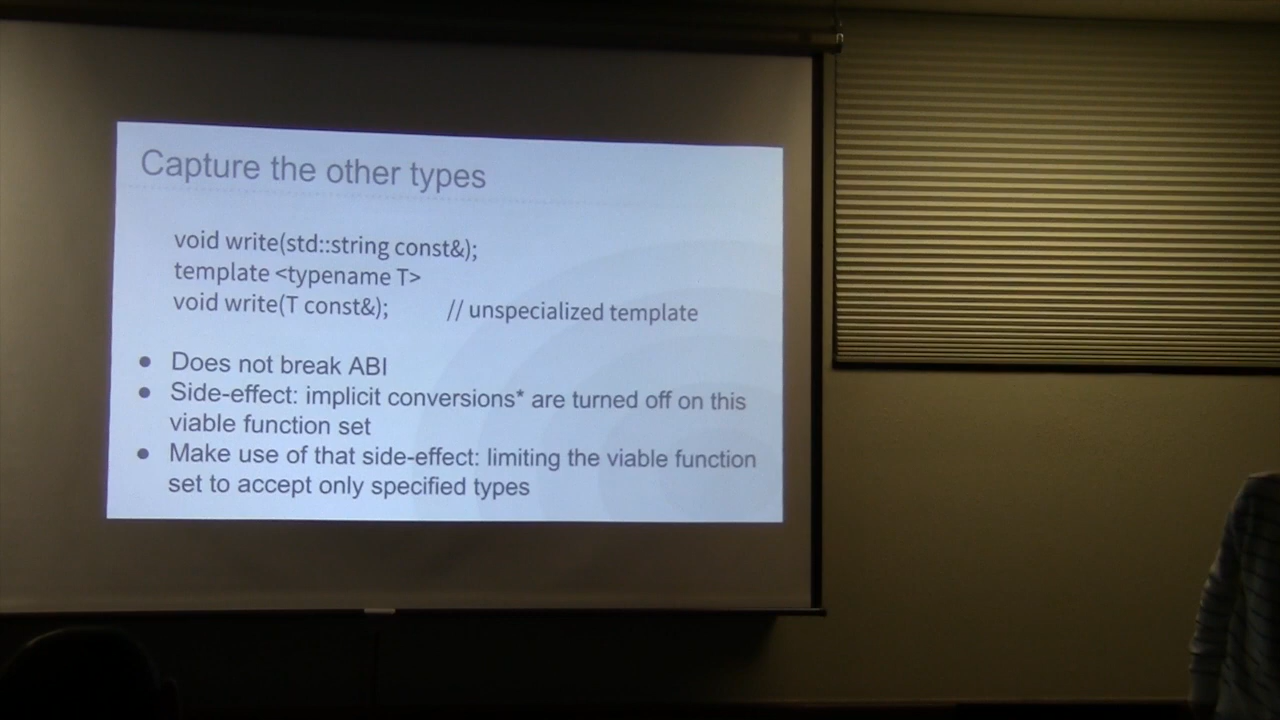 Capture the other types
void write(std::string const&);
template <typename T>
void write(T const&); // unspecialized template
● Does not break ABI
● Side-effect: implicit conversions* are turned off on this
viable function set
● Make use of that side-effect: limiting the viable function
set to accept only specified types